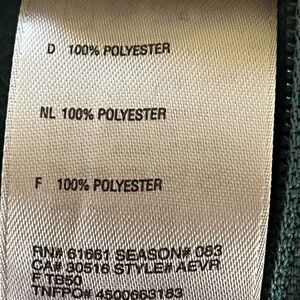 D 100% POLYESTER
NL 100% POLYESTER
F 100% POLYESTER
RN# 61661 SEASON# 083
CA# 30516 STYLE# AEVR
TNFPO# 4500663183